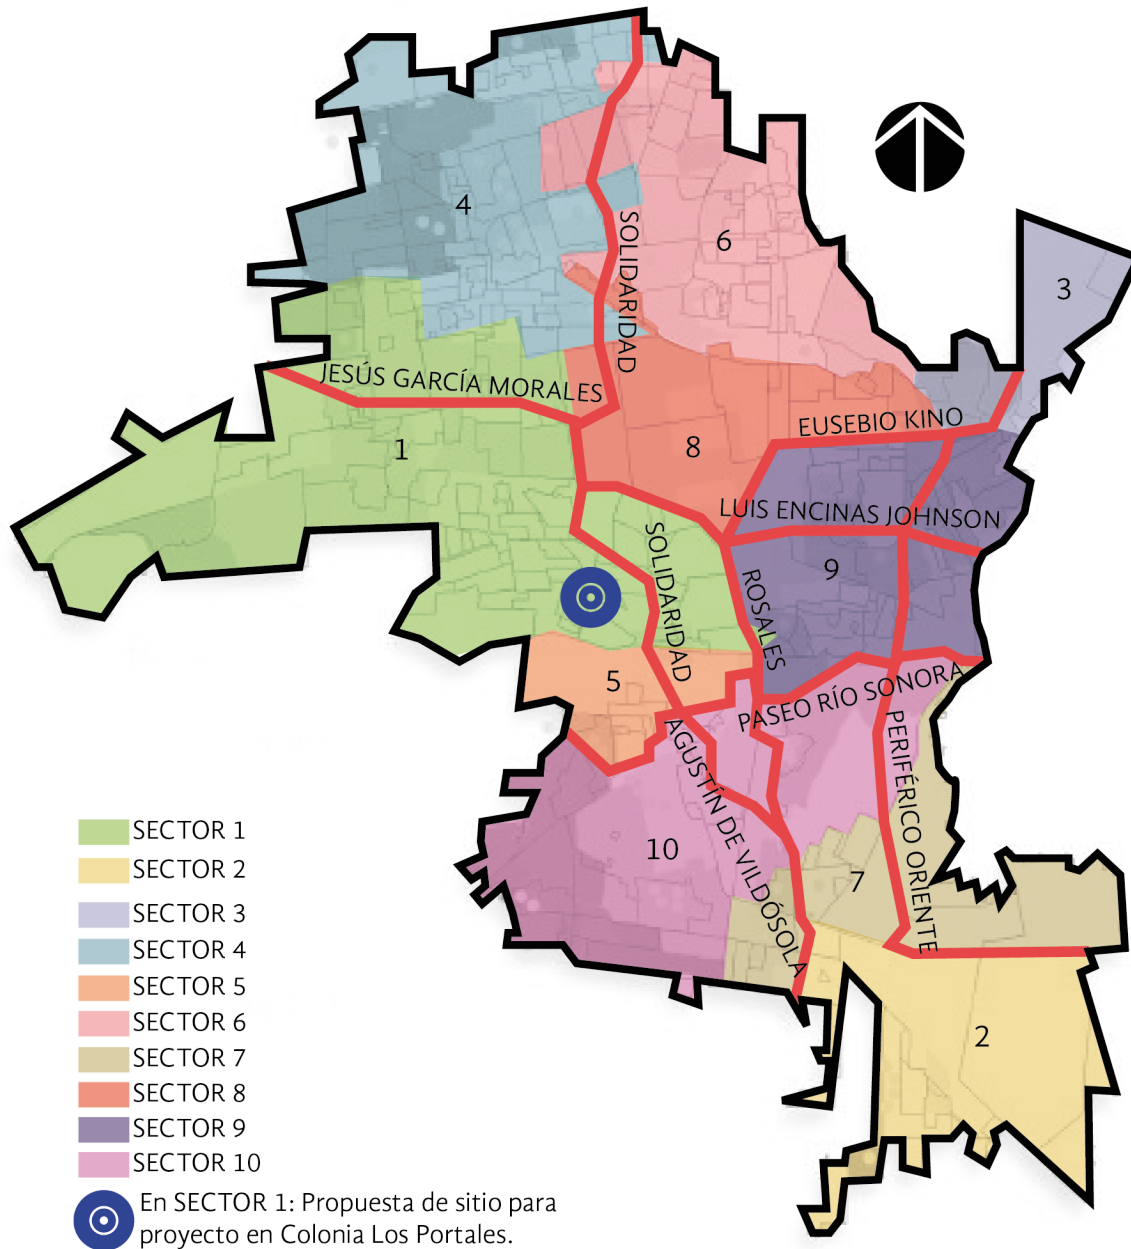 4
SOLIDARIDAD
6
3
JESÚS GARCÍA MORALES
EUSEBIO KINO
1
8
LUIS ENCINAS JOHNSON
SOLIDARIDAD
ROSALES
9
5
PASEO RÍO SONORA
AGUSTÍN DE VILDÓSOLA
PERIFÉRICO ORIENTE
10
7
2
SECTOR 1
SECTOR 2
SECTOR 3
SECTOR 4
SECTOR 5
SECTOR 6
SECTOR 7
SECTOR 8
SECTOR 9
SECTOR 10
En SECTOR 1: Propuesta de sitio para
proyecto en Colonia Los Portales.